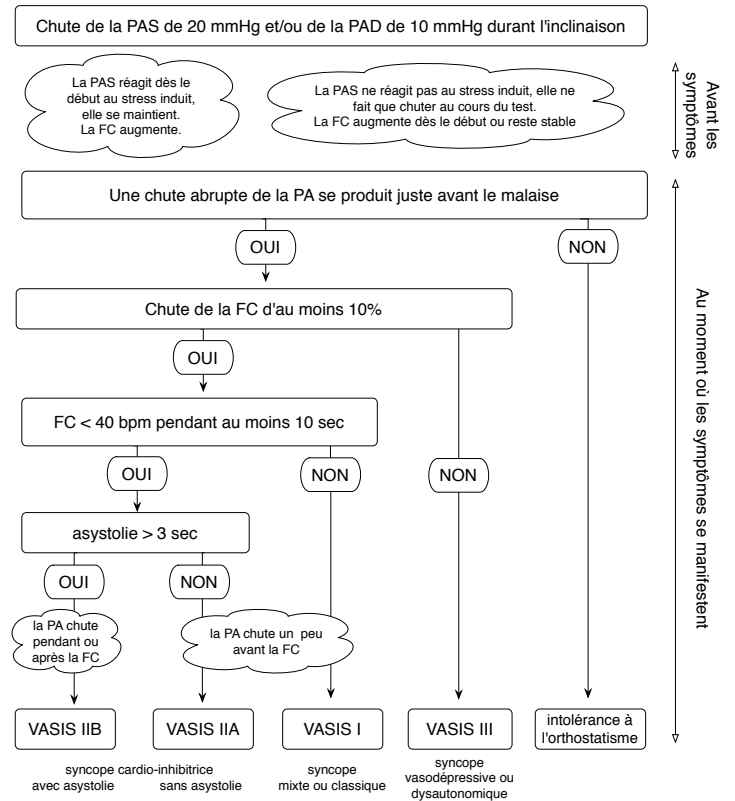 Chute de la PAS de 20 mmHg et/ou de la PAD de 10 mmHg durant l'inclinaison
La PAS réagit dès le
début au stress induit,
elle se maintient.
La FC augmente.
La PAS ne réagit pas au stress induit, elle ne
fait que chuter au cours du test.
La FC augmente dès le début ou reste stable
Avant les
symptômes
Une chute abrupte de la PA se produit juste avant le malaise
OUI
NON
Chute de la FC d'au moins 10%
OUI
FC < 40 bpm pendant au moins 10 sec
OUI
NON
NON
asystolie > 3 sec
OUI
NON
la PA chute
pendant ou
après la FC
la PA chute un peu
avant la FC
Au moment où les symptômes se manifestent
VASIS IIB
VASIS IIA
VASIS I
VASIS III
intolérance à
l'orthostatisme
syncope cardio-inhibitrice
avec asystolie
sans asystolie
syncope
mixte ou classique
syncope
vasodépressive ou
dysautonomique